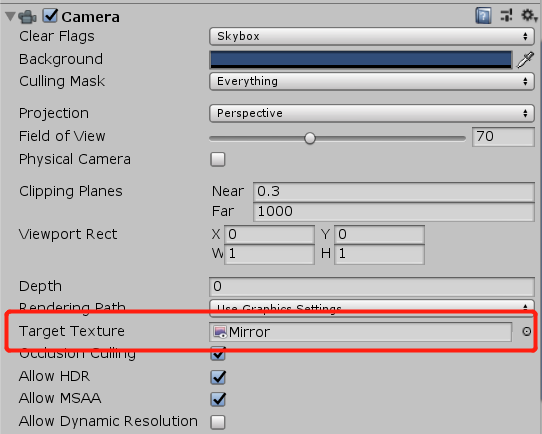 Camera
Clear Flags Skybox
Background
Culling Mask Everything
Projection Perspective
Field of View 70
Physical Camera
Clipping Planes Near 0.3
Far 1000
Viewport Rect X 0 Y 0
W 1 H 1
Depth 0
Rendering Path Use Graphics Settings
Target Texture Mirror
Occlusion Culling
Allow HDR
Allow MSAA
Allow Dynamic Resolution